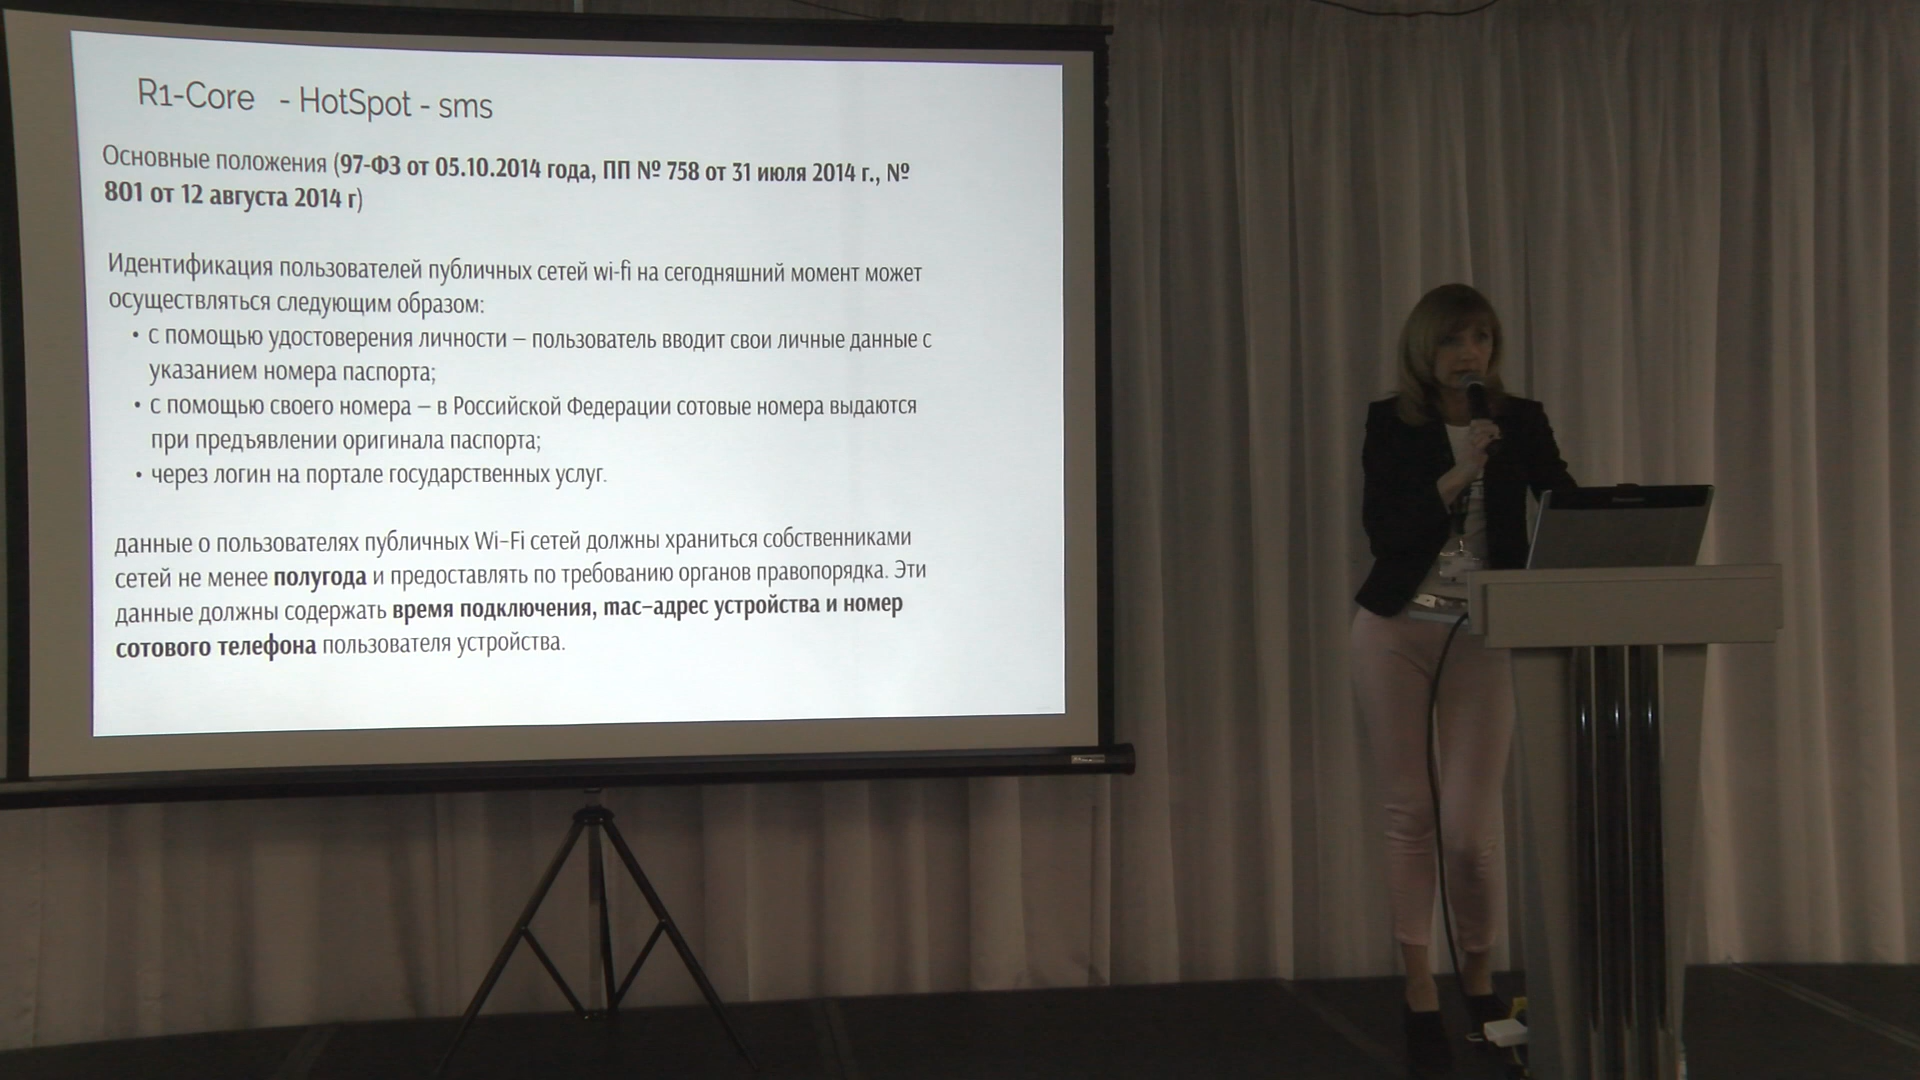 R1-Core - HotSpot - sms
Основные положения (97-ФЗ от 05.10.2014 года, ПП № 758 от 31 июля 2014 г., №
801 от 12 августа 2014 г)
Идентификация пользователей публичных сетей wi-fi на сегодняшний момент может
осуществляться следующим образом:
• с помощью удостоверения личности – пользователь вводит свои личные данные с
указанием номера паспорта;
• с помощью своего номера – в Российской Федерации сотовые номера выдаются
при предъявлении оригинала паспорта;
• через логин на портале государственных услуг.
данные о пользователях публичных Wi-Fi сетей должны храниться собственниками
сетей не менее полугода и предоставлять по требованию органов правопорядка. Эти
данные должны содержать время подключения, mac-адрес устройства и номер
сотового телефона пользователя устройства.